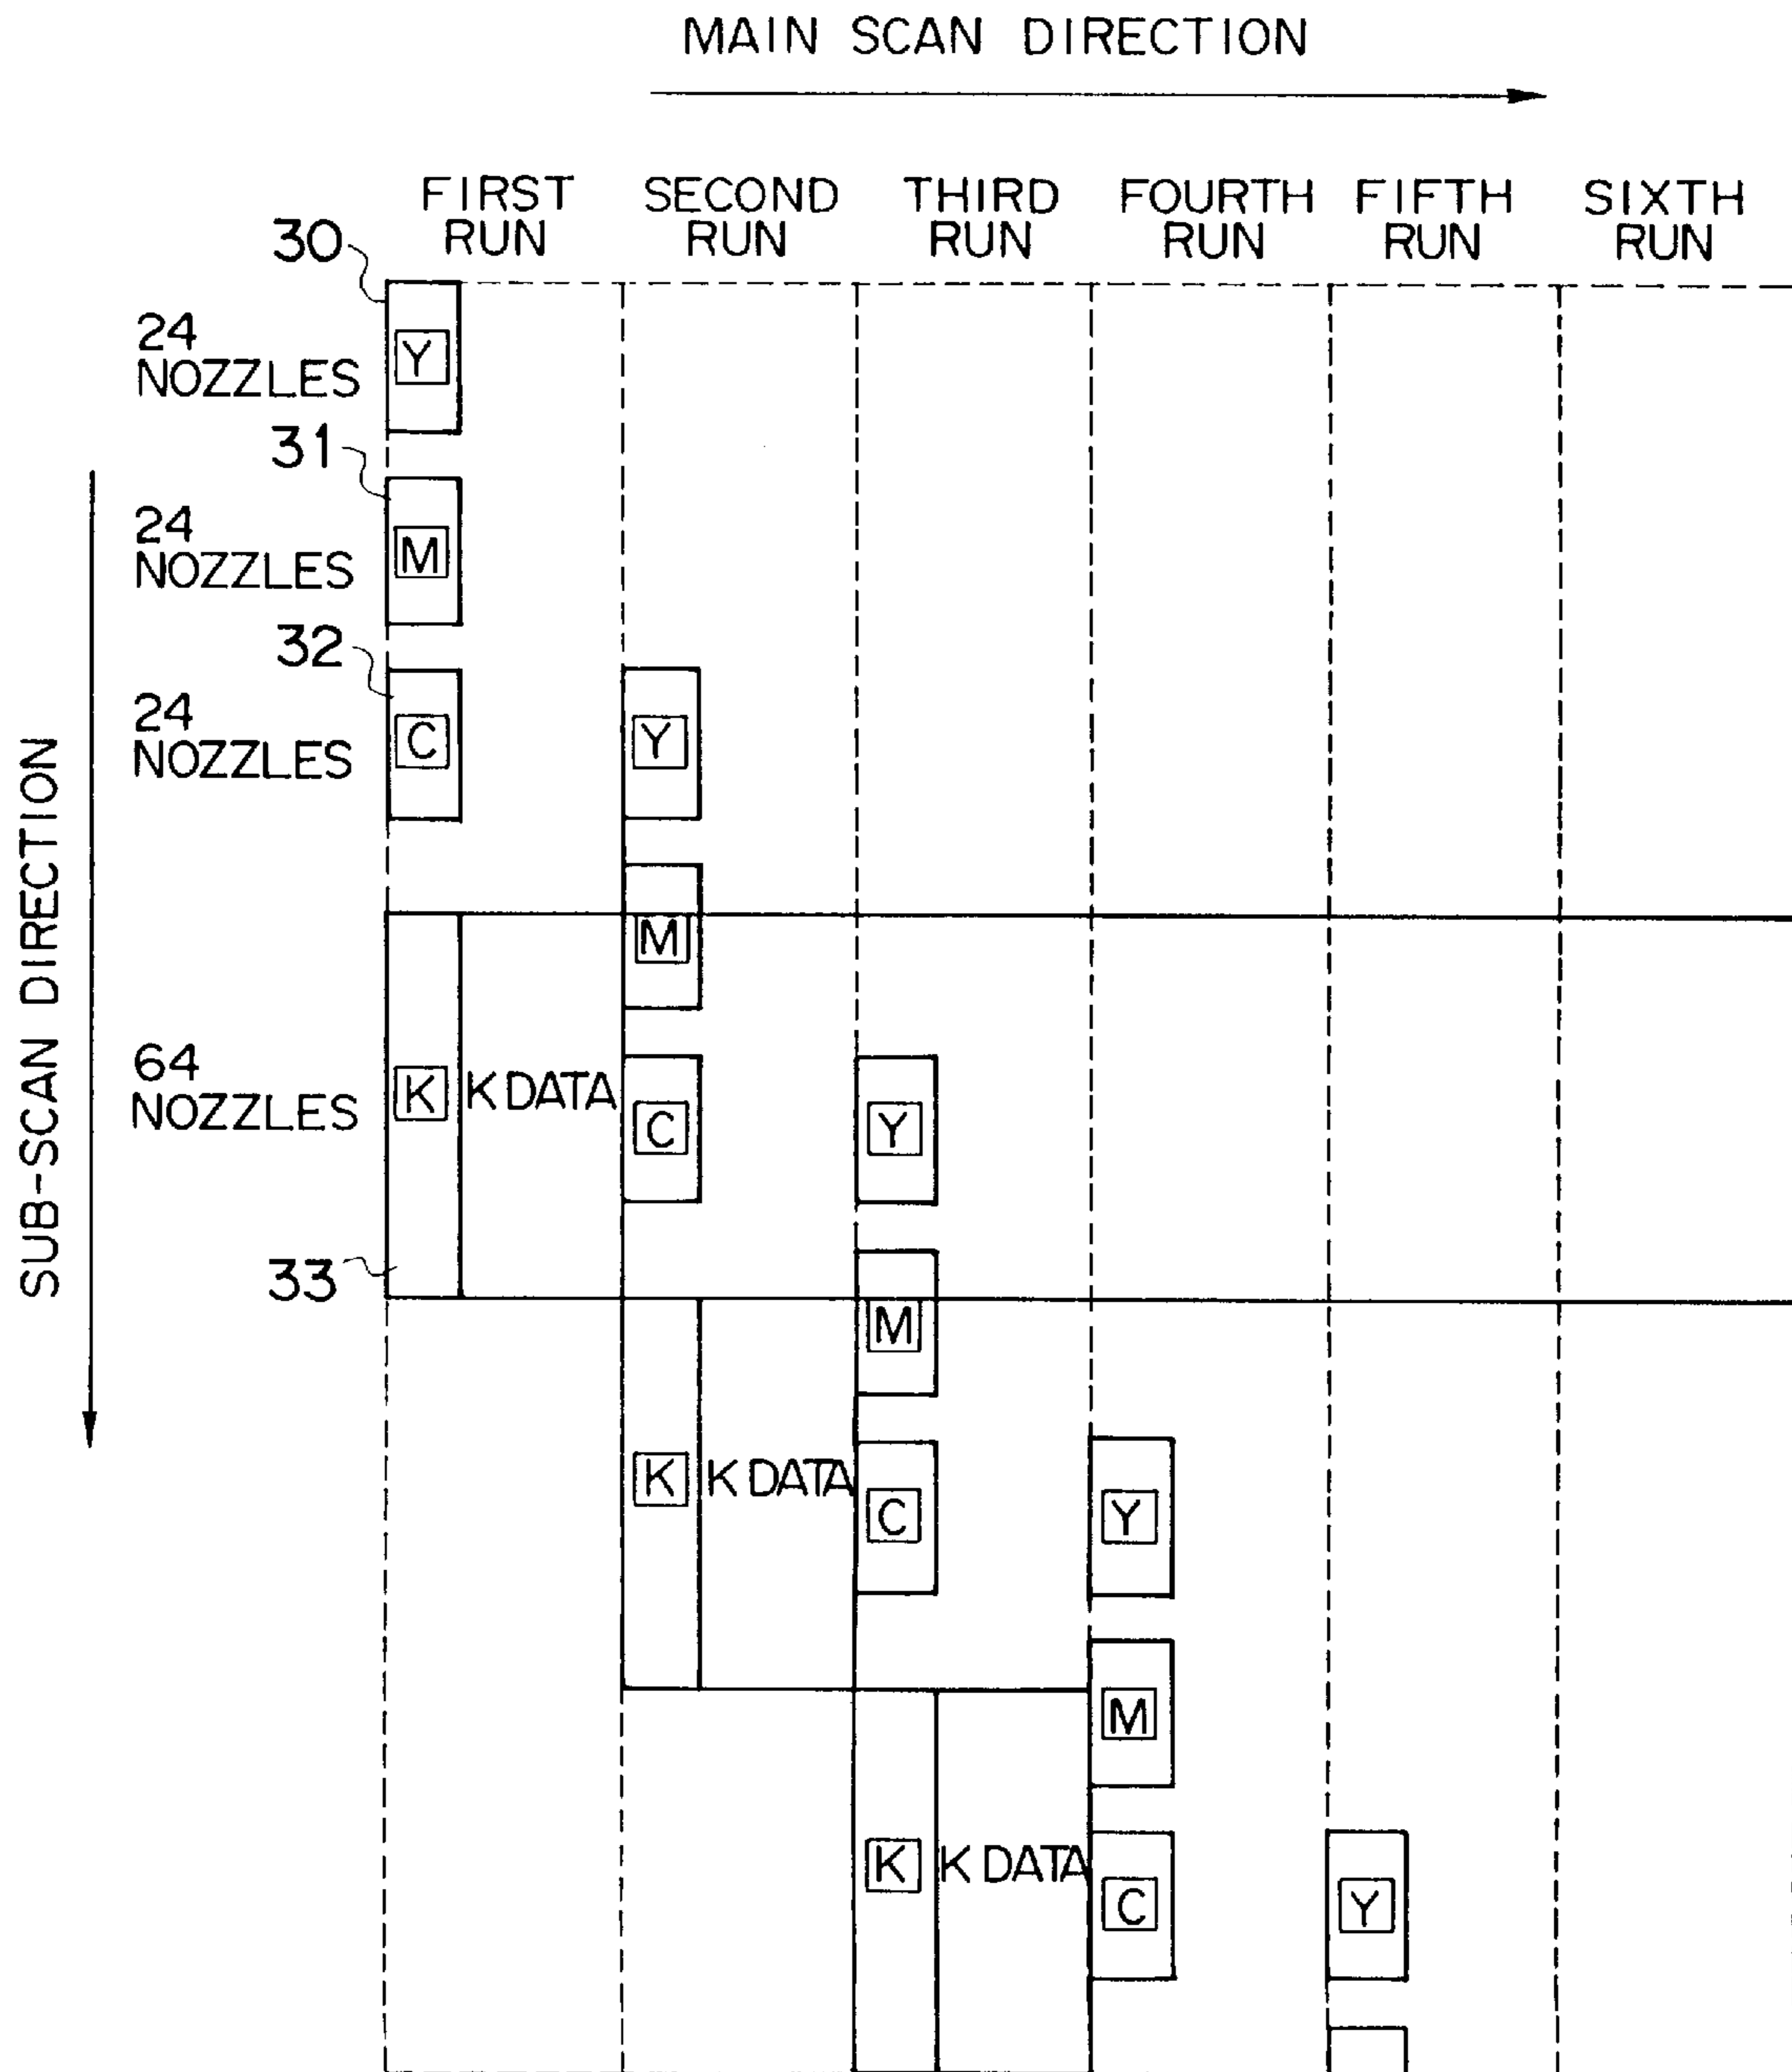 MAIN SCAN DIRECTION
FIRST RUN
SECOND RUN
THIRD RUN
FOURTH RUN
FIFTH RUN
SIXTH RUN
30
24 NOZZLES
Y
31
24 NOZZLES
M
32
24 NOZZLES
C
Y
SUB-SCAN DIRECTION
M
64 NOZZLES
K
K DATA
C
Y
33
M
K
K DATA
C
Y
M
K
K DATA
C
Y